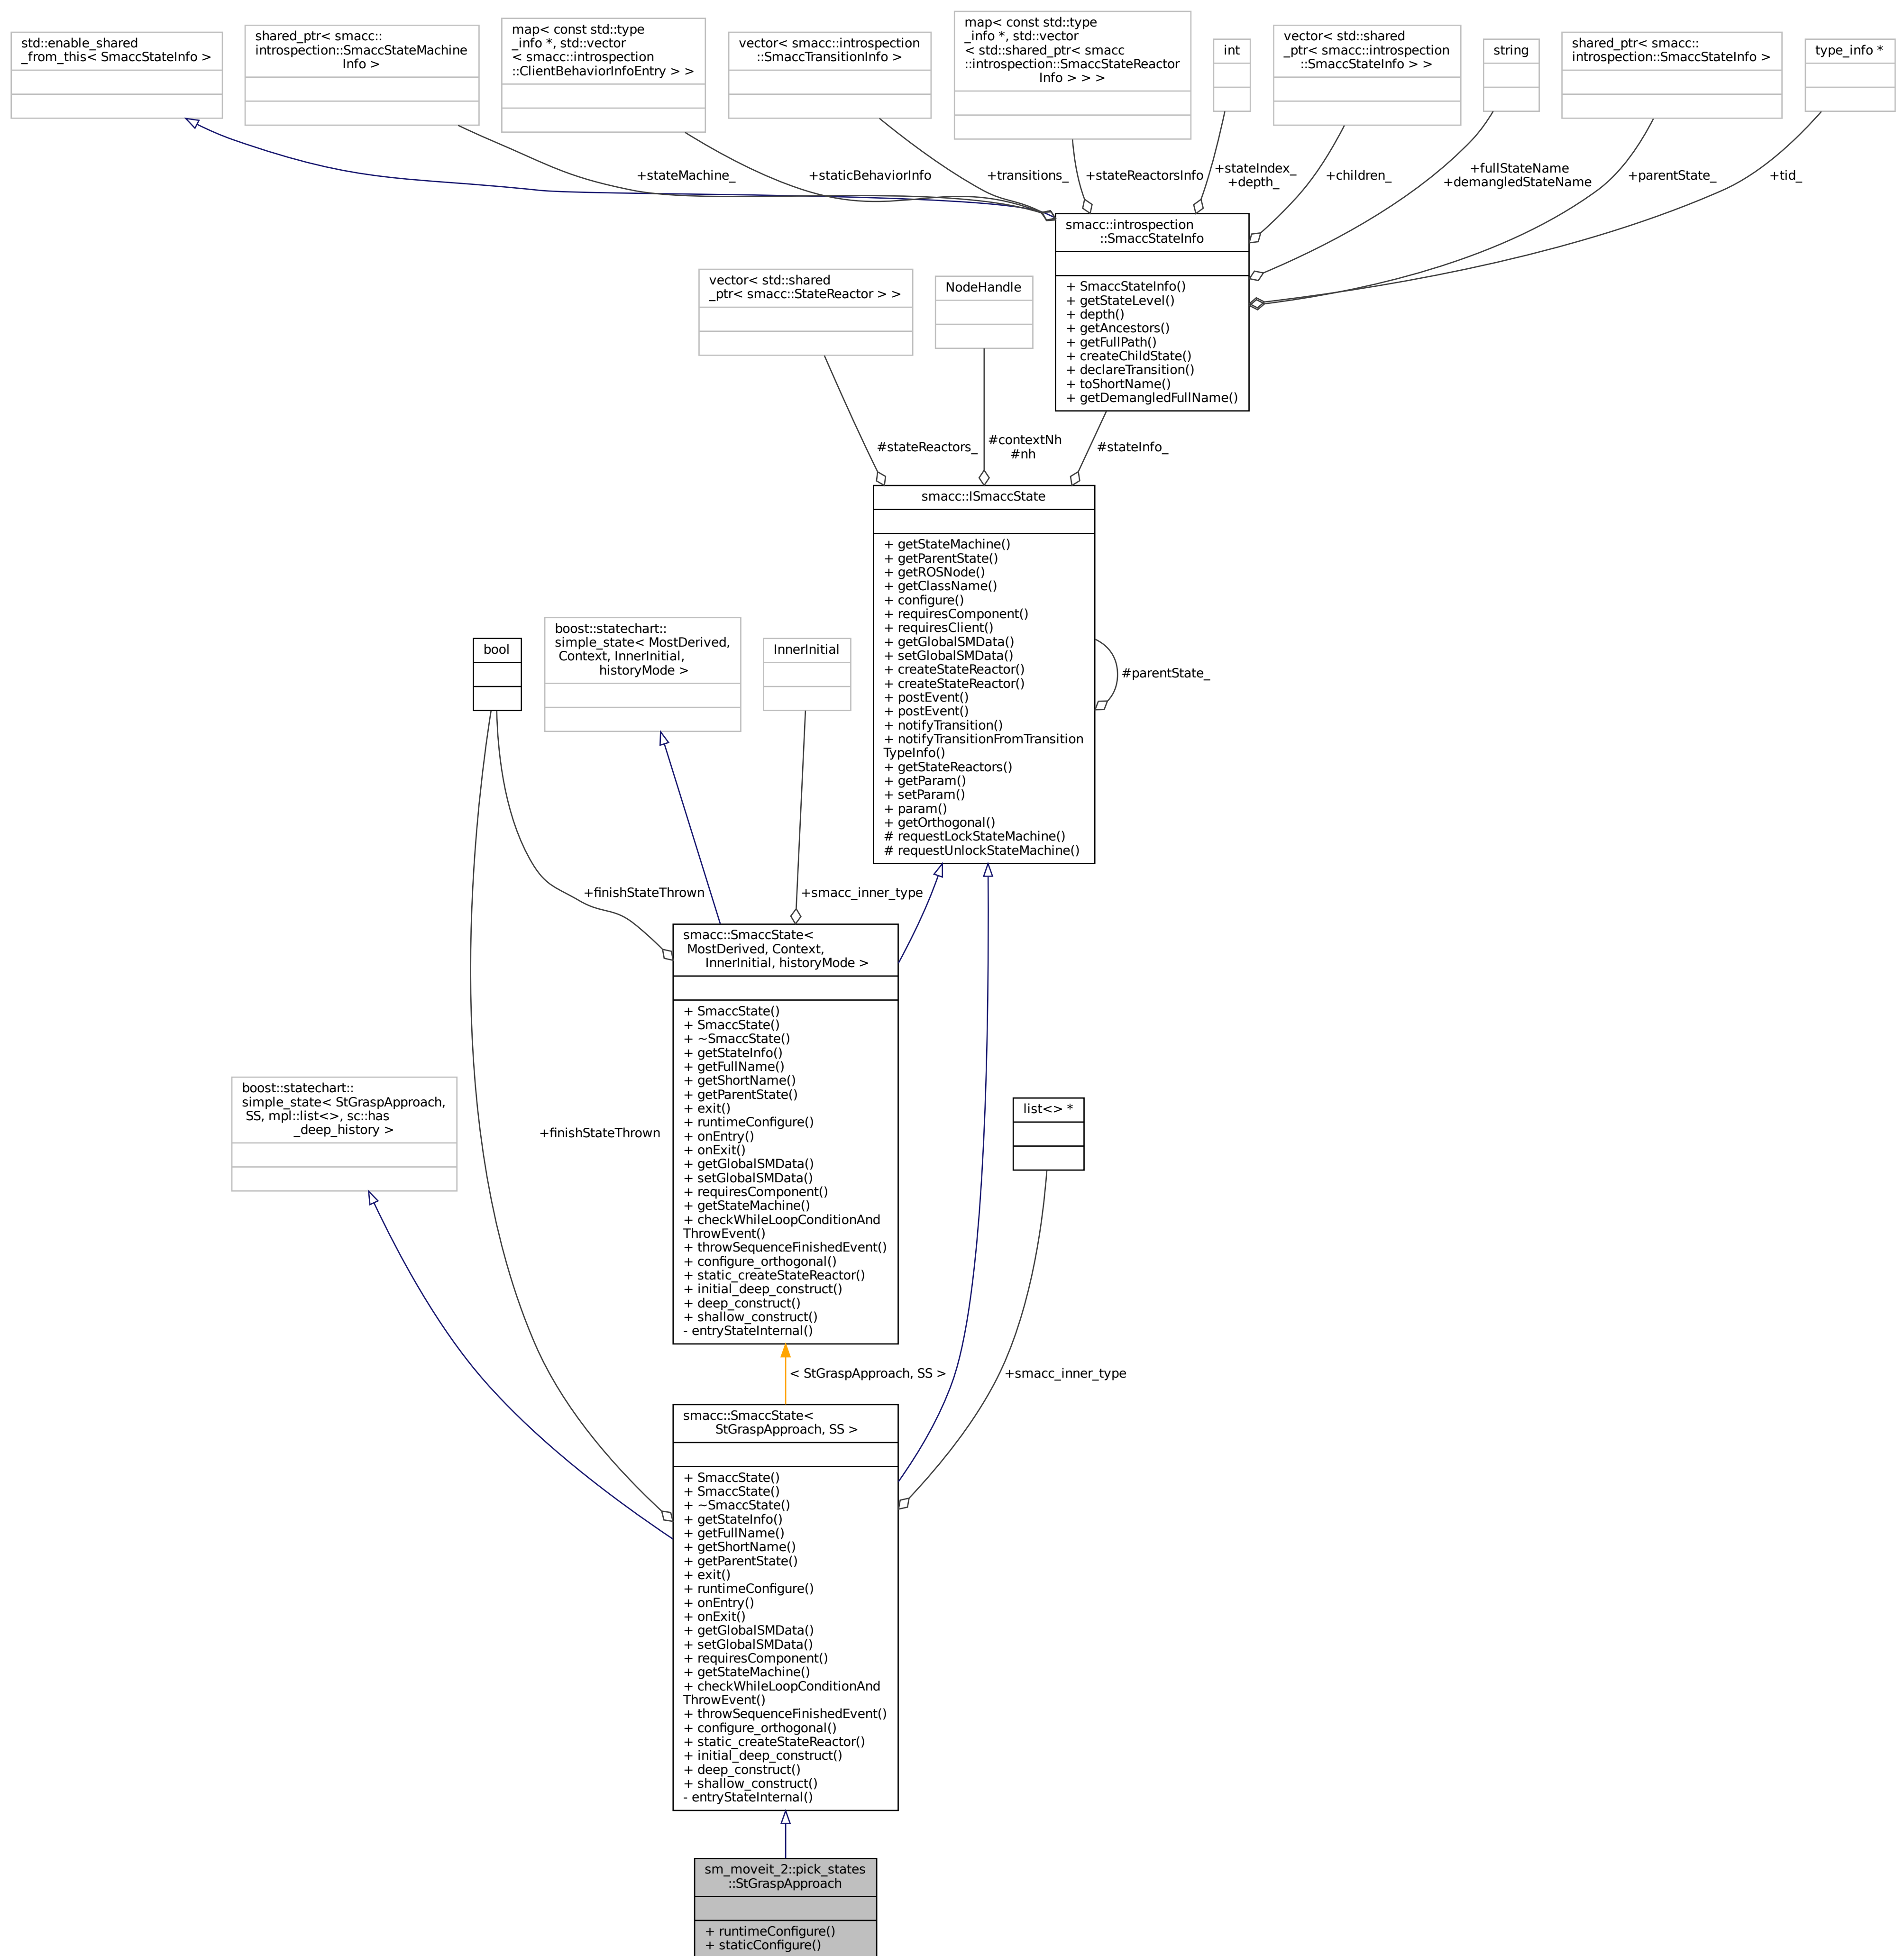 std::enable_shared
_from_this< SmaccStateInfo >
shared_ptr< smacc::
introspection::SmaccStateMachine
Info >
map< const std::type
_info *, std::vector
< smacc::introspection
::ClientBehaviorInfoEntry > >
vector< smacc::introspection
::SmaccTransitionInfo >
map< const std::type
_info *, std::vector
< std::shared_ptr< smacc
::introspection::SmaccStateReactor
Info > > >
int
vector< std::shared
_ptr< smacc::introspection
::SmaccStateInfo > >
string
shared_ptr< smacc::
introspection::SmaccStateInfo >
type_info *
+stateMachine_
+staticBehaviorInfo
+transitions_
+stateReactorsInfo
+stateIndex_
+depth_
+children_
+fullStateName
+demangledStateName
+parentState_
+tid_
smacc::introspection
::SmaccStateInfo
+ SmaccStateInfo()
+ getStateLevel()
+ depth()
+ getAncestors()
+ getFullPath()
+ createChildState()
+ declareTransition()
+ toShortName()
+ getDemangledFullName()
vector< std::shared
_ptr< smacc::StateReactor > >
NodeHandle
#stateReactors_
#contextNh
#nh
#stateInfo_
smacc::ISmaccState
+ getStateMachine()
+ getParentState()
+ getROSNode()
+ getClassName()
+ configure()
+ requiresComponent()
+ requiresClient()
+ getGlobalSMData()
+ setGlobalSMData()
+ createStateReactor()
+ createStateReactor()
+ postEvent()
+ postEvent()
+ notifyTransition()
+ notifyTransitionFromTransition
TypeInfo()
+ getStateReactors()
+ getParam()
+ setParam()
+ param()
+ getOrthogonal()
# requestLockStateMachine()
# requestUnlockStateMachine()
#parentState_
bool
boost::statechart::
simple_state< MostDerived,
Context, InnerInitial,
historyMode >
InnerInitial
+finishStateThrown
+smacc_inner_type
smacc::SmaccState<
MostDerived, Context,
InnerInitial, historyMode >
+ SmaccState()
+ SmaccState()
+ ~SmaccState()
+ getStateInfo()
+ getFullName()
+ getShortName()
+ getParentState()
+ exit()
+ runtimeConfigure()
+ onEntry()
+ onExit()
+ getGlobalSMData()
+ setGlobalSMData()
+ requiresComponent()
+ getStateMachine()
+ checkWhileLoopConditionAnd
ThrowEvent()
+ throwSequenceFinishedEvent()
+ configure_orthogonal()
+ static_createStateReactor()
+ initial_deep_construct()
+ deep_construct()
+ shallow_construct()
- entryStateInternal()
boost::statechart::
simple_state< StGraspApproach,
SS, mpl::list<>, sc::has
_deep_history >
+finishStateThrown
list<> *
< StGraspApproach, SS >
+smacc_inner_type
smacc::SmaccState<
StGraspApproach, SS >
+ SmaccState()
+ SmaccState()
+ ~SmaccState()
+ getStateInfo()
+ getFullName()
+ getShortName()
+ getParentState()
+ exit()
+ runtimeConfigure()
+ onEntry()
+ onExit()
+ getGlobalSMData()
+ setGlobalSMData()
+ requiresComponent()
+ getStateMachine()
+ checkWhileLoopConditionAnd
ThrowEvent()
+ throwSequenceFinishedEvent()
+ configure_orthogonal()
+ static_createStateReactor()
+ initial_deep_construct()
+ deep_construct()
+ shallow_construct()
- entryStateInternal()
sm_moveit_2::pick_states
::StGraspApproach
+ runtimeConfigure()
+ staticConfigure()